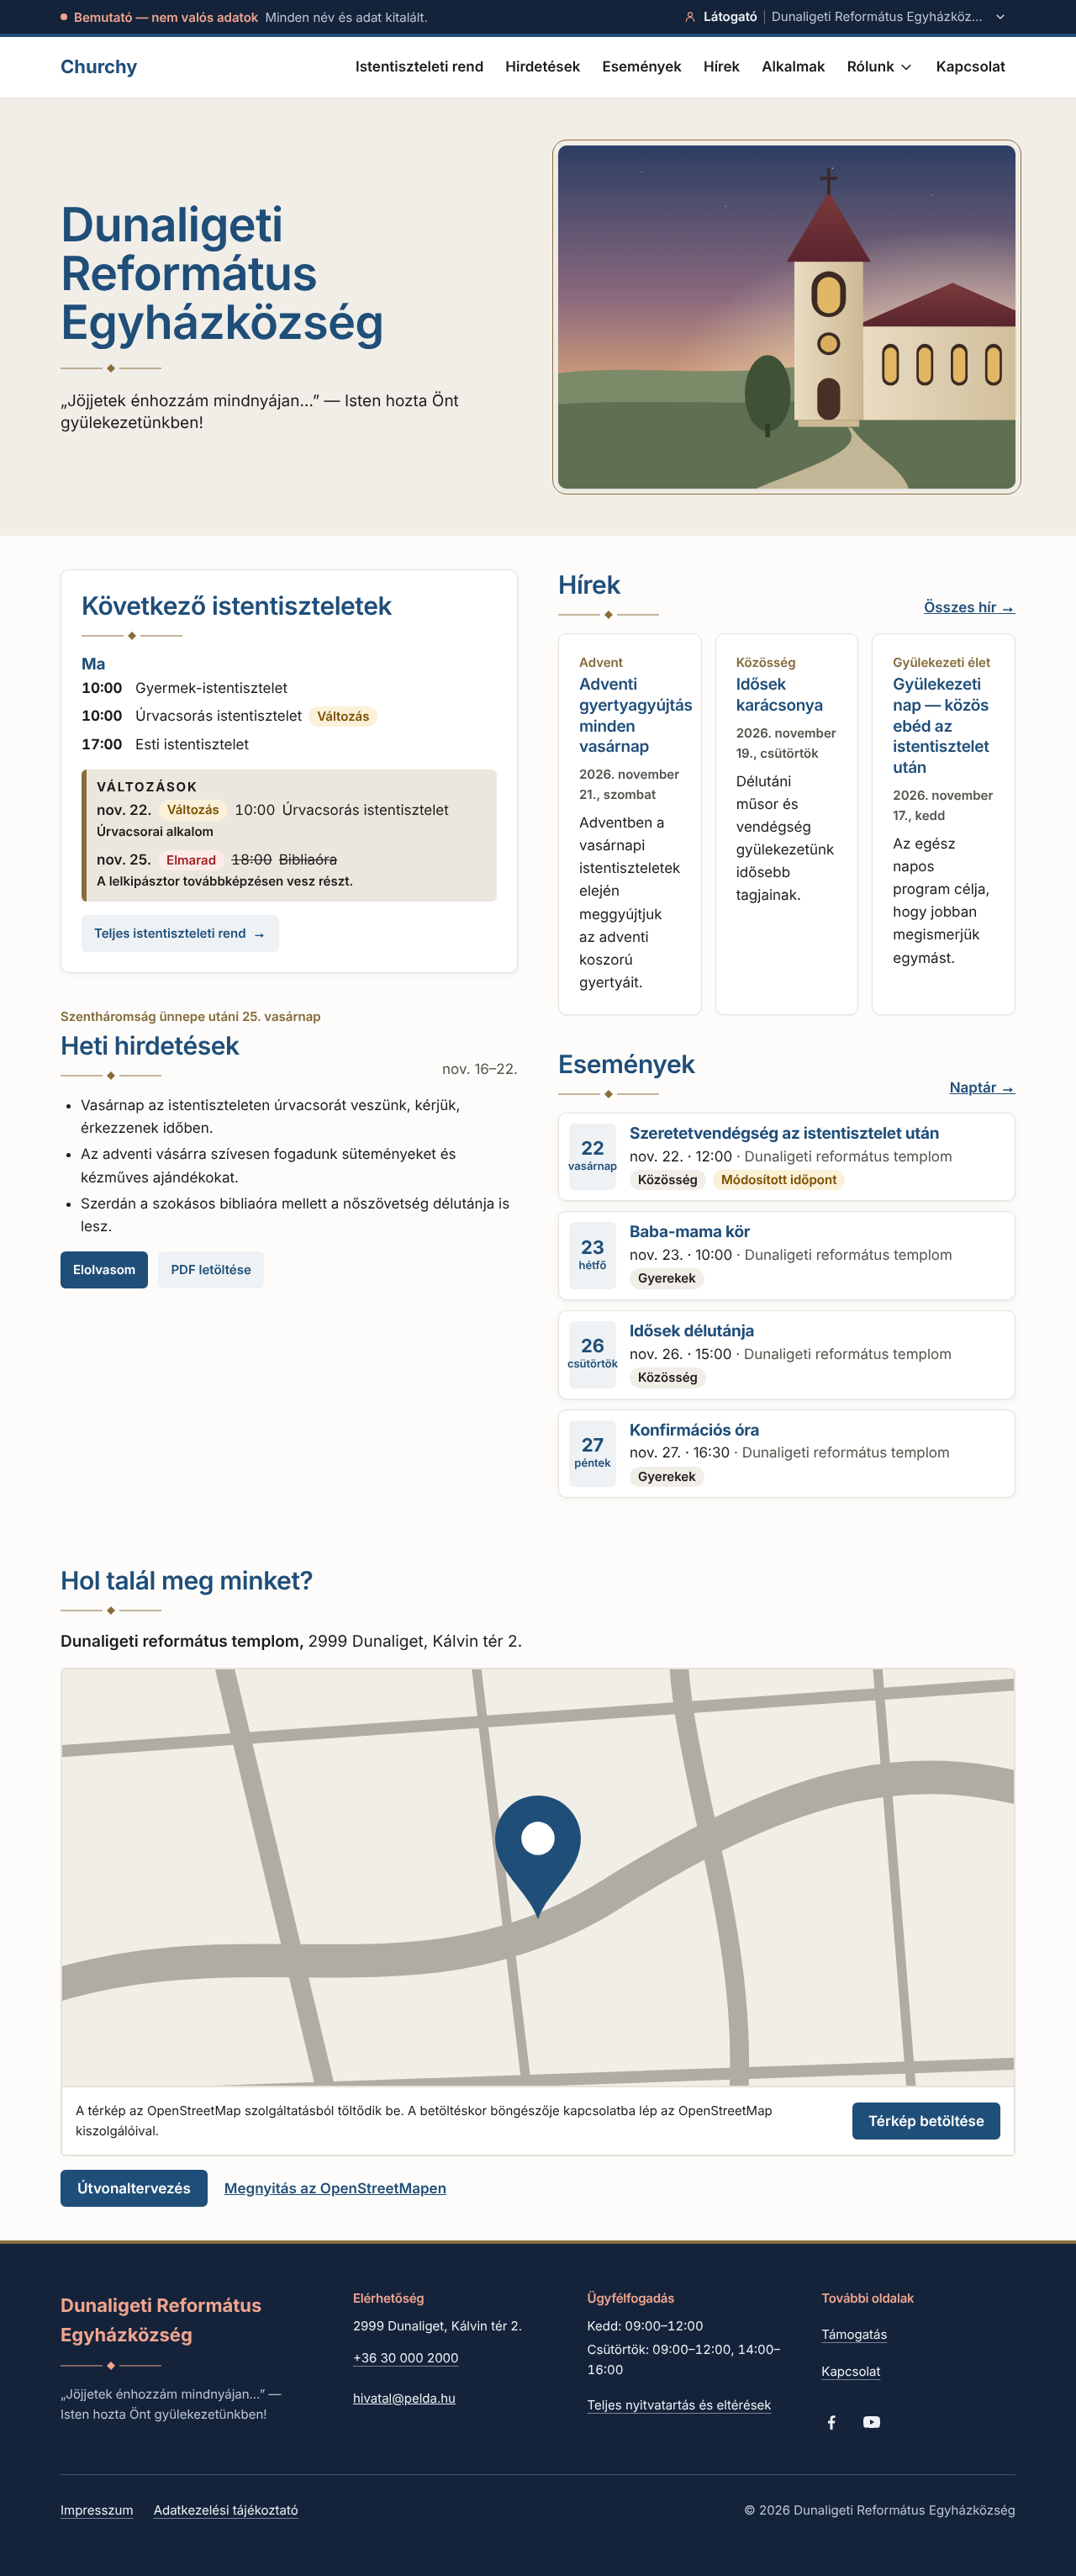 Bemutató — nem valós adatok Minden név és adat kitalált.
Látogató Dunaligeti Református Egyházköz...
Churchy
Istentiszteleti rend Hirdetések Események Hírek Alkalmak Rólunk Kapcsolat
Dunaligeti
Református
Egyházközség
„Jöjjetek énhozzám mindnyájan…” — Isten hozta Önt
gyülekezetünkben!
Következő istentiszteletek
Ma
10:00 Gyermek-istentisztelet
10:00 Úrvacsorás istentisztelet Változás
17:00 Esti istentisztelet
VÁLTOZÁSOK
nov. 22. Változás 10:00 Úrvacsorás istentisztelet
Úrvacsorai alkalom
nov. 25. Elmarad 18:00 Bibliaóra
A lelkipásztor továbbképzésen vesz részt.
Teljes istentiszteleti rend →
Szentháromság ünnepe utáni 25. vasárnap
Heti hirdetések
nov. 16–22.
• Vasárnap az istentiszteleten úrvacsorát veszünk, kérjük,
érkezzenek időben.
• Az adventi vásárra szívesen fogadunk süteményeket és
kézműves ajándékokat.
• Szerdán a szokásos bibliaóra mellett a nőszövetség délutánja is
lesz.
Elolvasom PDF letöltése
Hírek
Összes hír →
Advent
Adventi
gyertyagyújtás
minden
vasárnap
2026. november
21., szombat
Adventben a
vasárnapi
istentiszteletek
elején
meggyújtjuk
az adventi
koszorú
gyertyáit.
Közösség
Idősek
karácsonya
2026. november
19., csütörtök
Délutáni
műsor és
vendégség
gyülekezetünk
idősebb
tagjainak.
Gyülekezeti élet
Gyülekezeti
nap — közös
ebéd az
istentisztelet
után
2026. november
17., kedd
Az egész
napos
program célja,
hogy jobban
megismerjük
egymást.
Események
Naptár →
22
vasárnap
Szeretetvendégség az istentisztelet után
nov. 22. · 12:00 · Dunaligeti református templom
Közösség Módosított időpont
23
hétfő
Baba-mama kör
nov. 23. · 10:00 · Dunaligeti református templom
Gyerekek
26
csütörtök
Idősek délutánja
nov. 26. · 15:00 · Dunaligeti református templom
Közösség
27
péntek
Konfirmációs óra
nov. 27. · 16:30 · Dunaligeti református templom
Gyerekek
Hol talál meg minket?
Dunaligeti református templom, 2999 Dunaliget, Kálvin tér 2.
A térkép az OpenStreetMap szolgáltatásból töltődik be. A betöltéskor böngészője kapcsolatba lép az OpenStreetMap
kiszolgálóival.
Térkép betöltése
Útvonaltervezés Megnyitás az OpenStreetMapen
Dunaligeti Református
Egyházközség
„Jöjjetek énhozzám mindnyájan…” —
Isten hozta Önt gyülekezetünkben!
Elérhetőség
2999 Dunaliget, Kálvin tér 2.
+36 30 000 2000
hivatal@pelda.hu
Ügyfélfogadás
Kedd: 09:00–12:00
Csütörtök: 09:00–12:00, 14:00–
16:00
Teljes nyitvatartás és eltérések
További oldalak
Támogatás
Kapcsolat
Impresszum Adatkezelési tájékoztató
© 2026 Dunaligeti Református Egyházközség